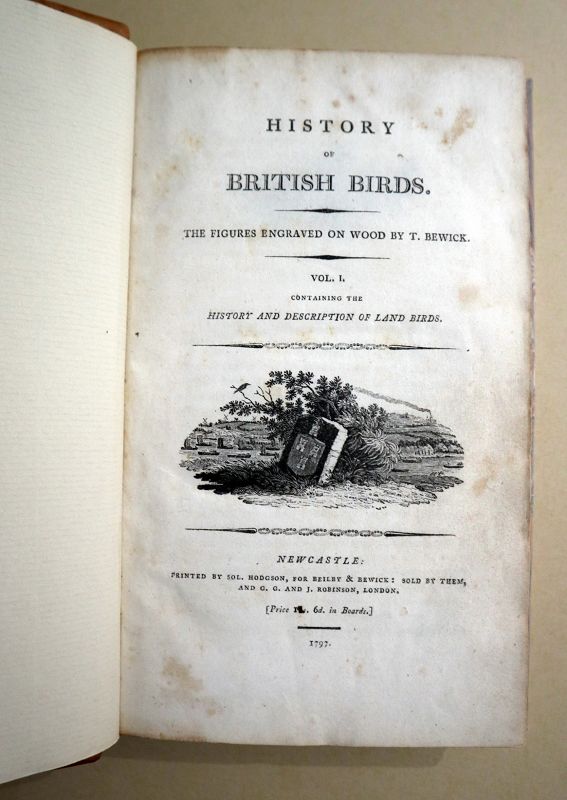 HISTORY
OF
BRITISH BIRDS.
THE FIGURES ENGRAVED ON WOOD BY T. BEWICK.
VOL. I.
CONTAINING THE
HISTORY AND DESCRIPTION OF LAND BIRDS.
NEWCASTLE:
PRINTED BY SOL. HODGSON, FOR BEILBY & BEWICK: SOLD BY THEM,
AND G. G. AND J. ROBINSON, LONDON.
[Price 6d. in Boards.]
1797.